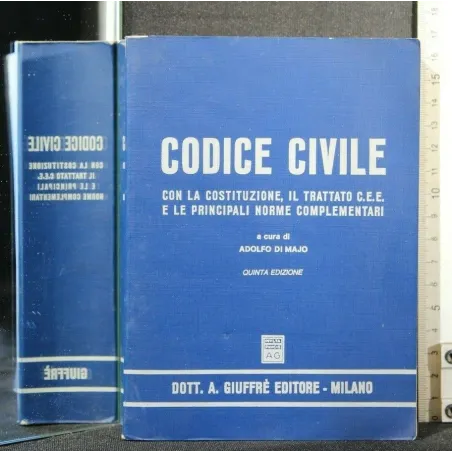 CODICE CIVILE
CON LA COSTITUZIONE, IL TRATTATO C.E.E.
E LE PRINCIPALI NORME COMPLEMENTARI
a cura di
ADOLFO DI MAJO
QUINTA EDIZIONE
AG
DOTT. A. GIUFFRÈ EDITORE - MILANO
CODICE CIVILE
CON LA COSTITUZIONE
IL TRATTATO C.E.E.
E LE PRINCIPALI
NORME COMPLEMENTARI
GIUFFRÈ